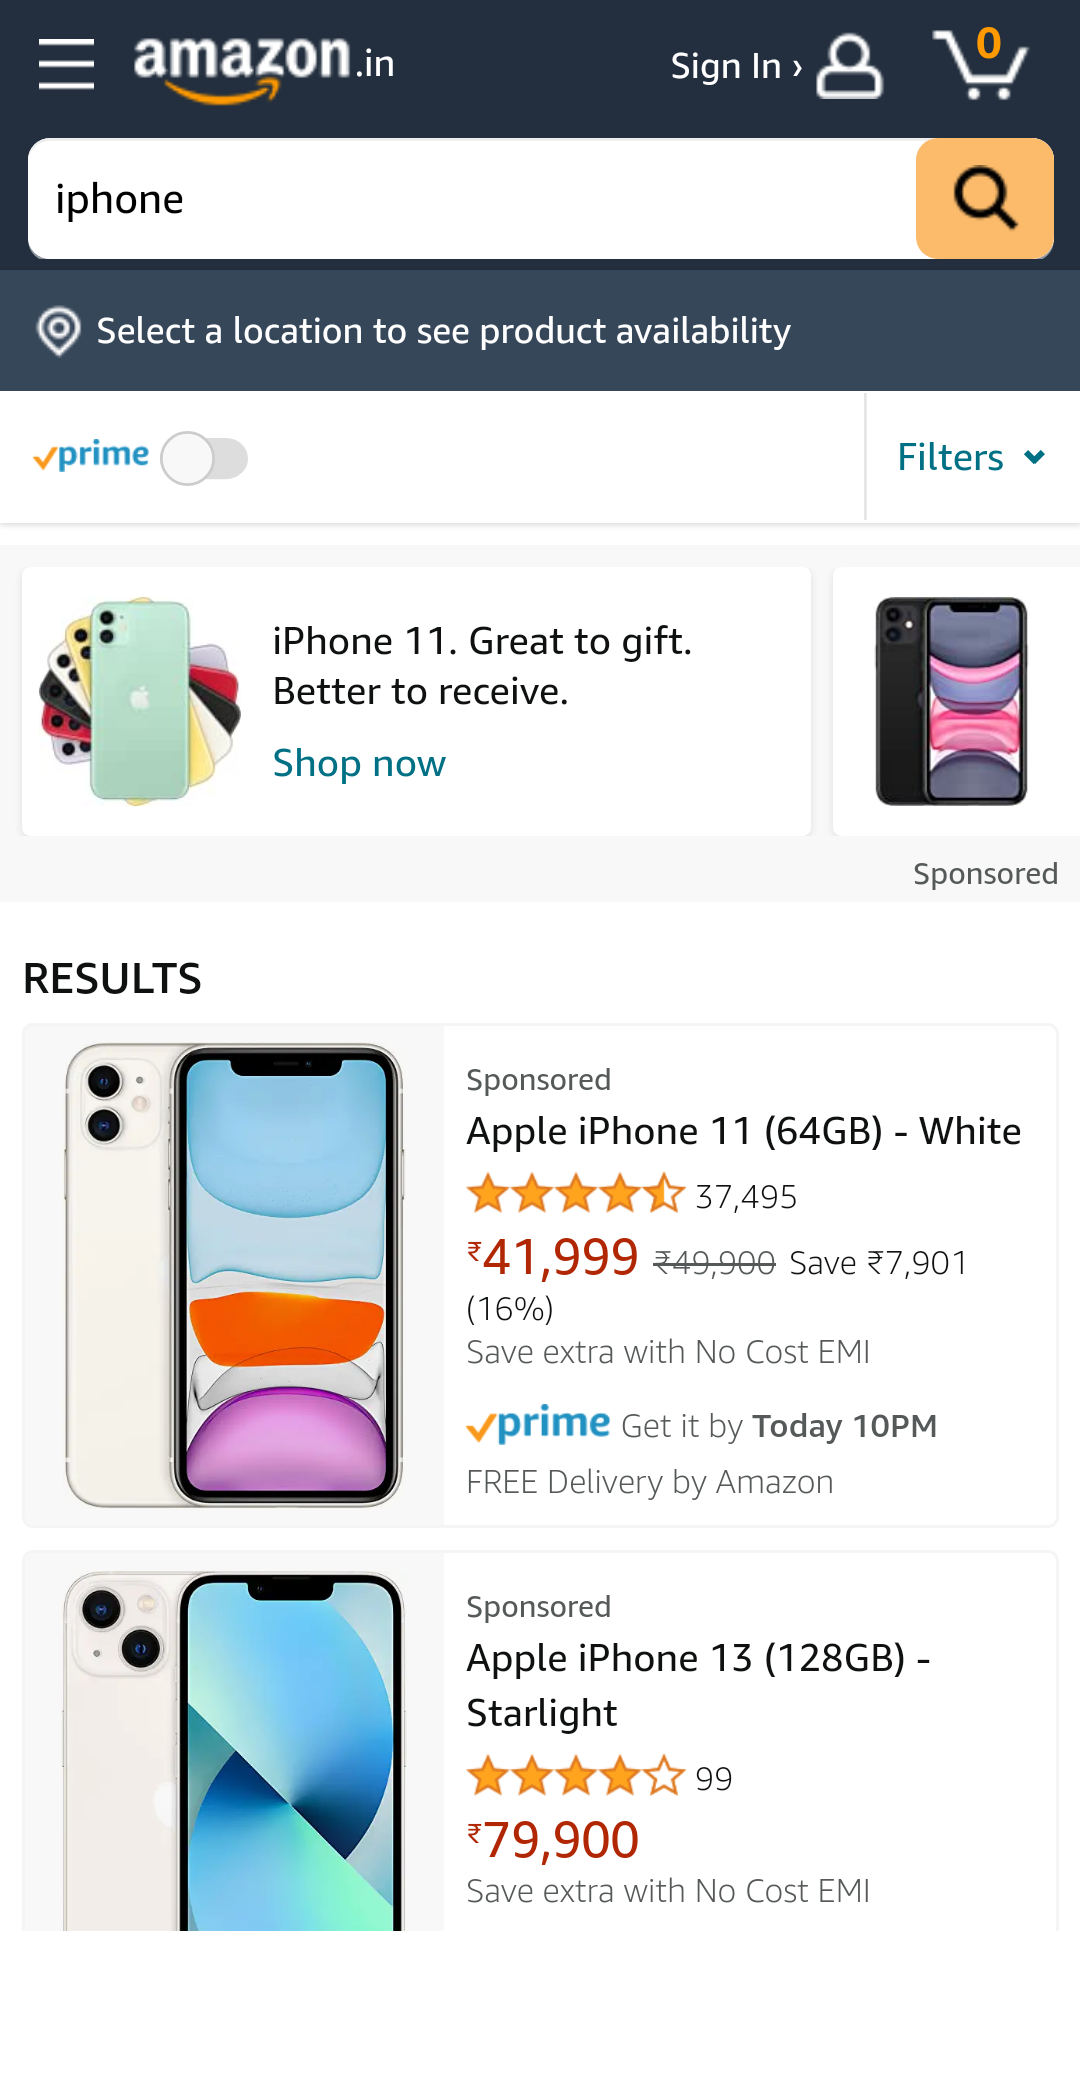 amazon.in
Sign In ›
0
iphone
Select a location to see product availability
prime
Filters
iPhone 11. Great to gift.
Better to receive.
Shop now
Sponsored
RESULTS
Sponsored
Apple iPhone 11 (64GB) - White
37,495
₹41,999 ₹49,900 Save ₹7,901
(16%)
Save extra with No Cost EMI
prime Get it by Today 10PM
FREE Delivery by Amazon
Sponsored
Apple iPhone 13 (128GB) -
Starlight
99
₹79,900
Save extra with No Cost EMI